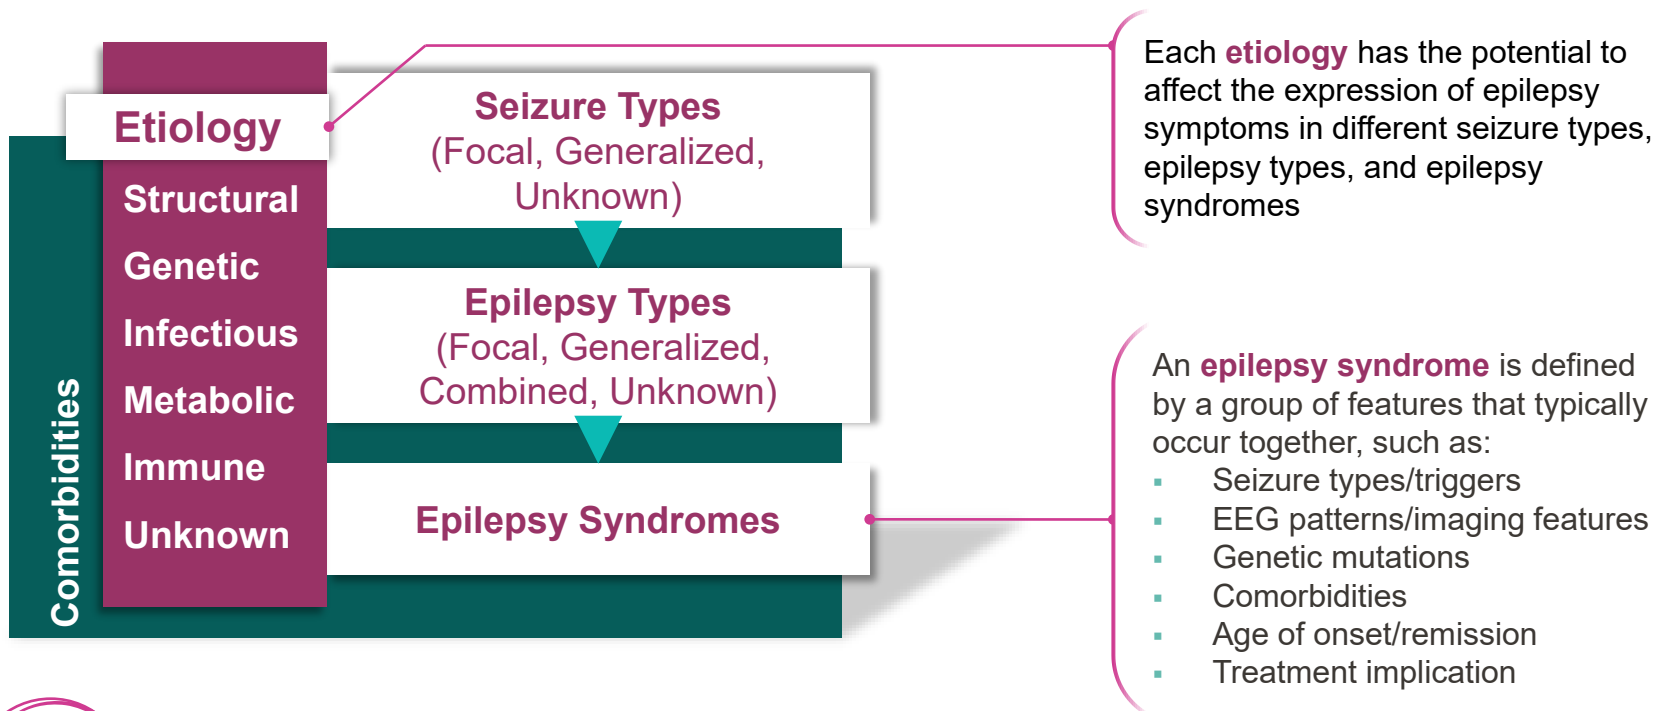 Etiology
Structural
Genetic
Infectious
Metabolic
Immune
Unknown
Comorbidities
Seizure Types
(Focal, Generalized,
Unknown)
Epilepsy Types
(Focal, Generalized,
Combined, Unknown)
Epilepsy Syndromes
Each etiology has the potential to
affect the expression of epilepsy
symptoms in different seizure types,
epilepsy types, and epilepsy
syndromes
An epilepsy syndrome is defined
by a group of features that typically
occur together, such as:
▪ Seizure types/triggers
▪ EEG patterns/imaging features
▪ Genetic mutations
▪ Comorbidities
▪ Age of onset/remission
▪ Treatment implication